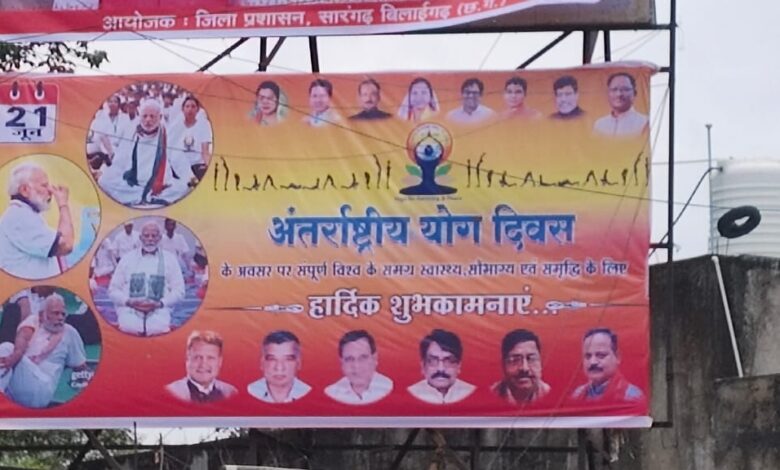 आयोजक : जिला प्रशासन, सारंगढ़ बिलाईगढ़ (छ.ग.)
21
जून
अंतर्राष्ट्रीय योग दिवस
के अवसर पर संपूर्ण विश्व के समग्र स्वास्थ्य, सौभाग्य एवं समृद्धि के लिए
हार्दिक शुभकामनाएं...